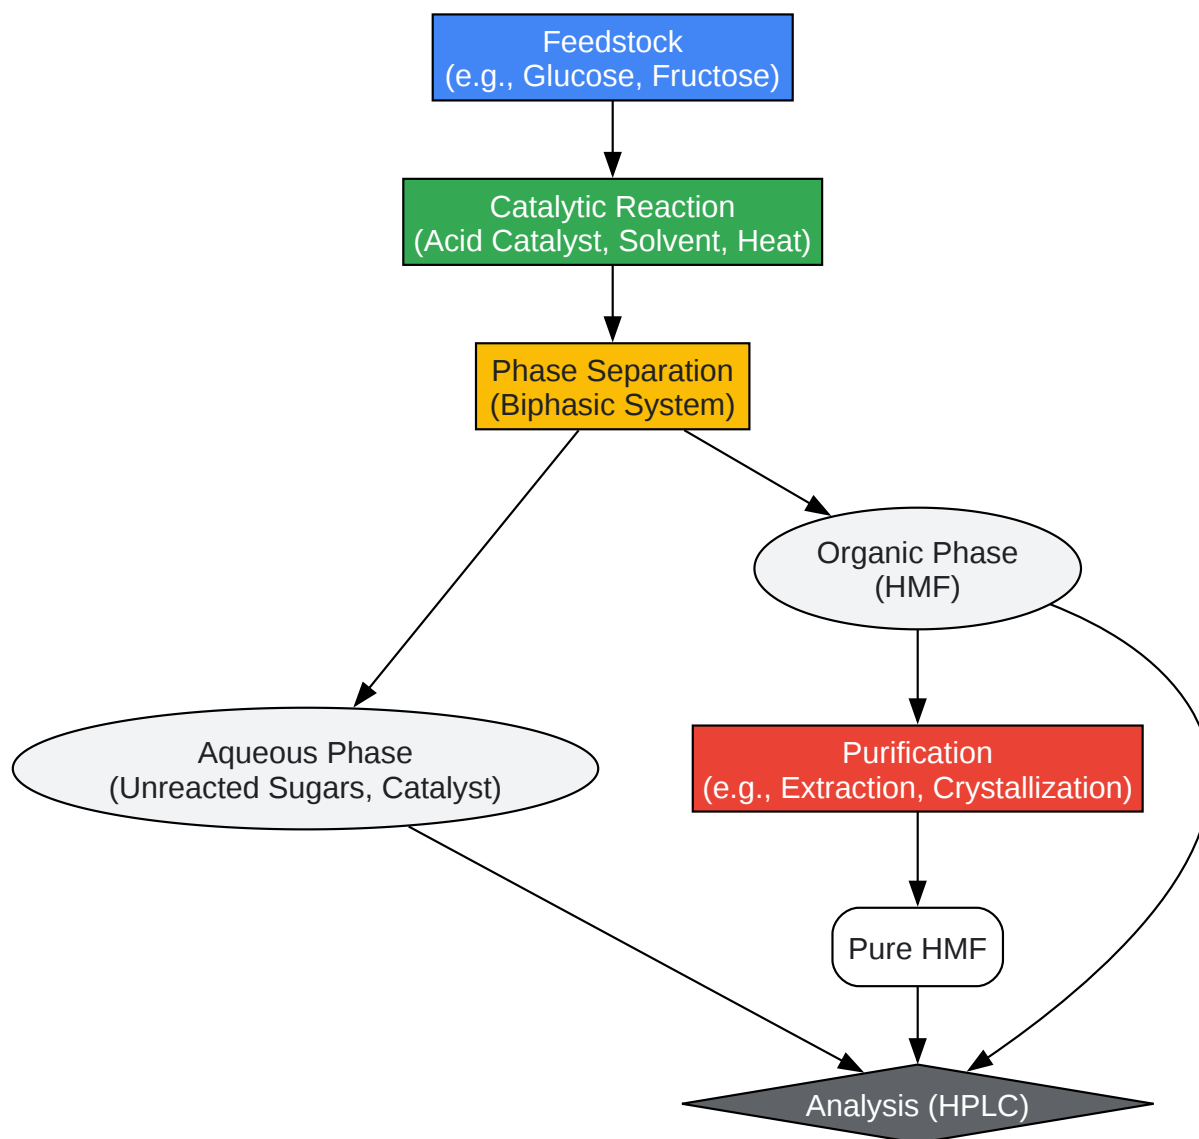 Feedstock
(e.g., Glucose, Fructose)
Catalytic Reaction
(Acid Catalyst, Solvent, Heat)
Phase Separation
(Biphasic System)
Organic Phase
(HMF)
Aqueous Phase
(Unreacted Sugars, Catalyst)
Purification
(e.g., Extraction, Crystallization)
Pure HMF
Analysis (HPLC)